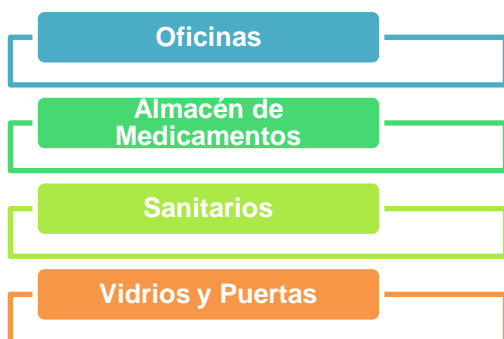 Oficinas
Almacén de
Medicamentos
Sanitarios
Vidrios y Puertas